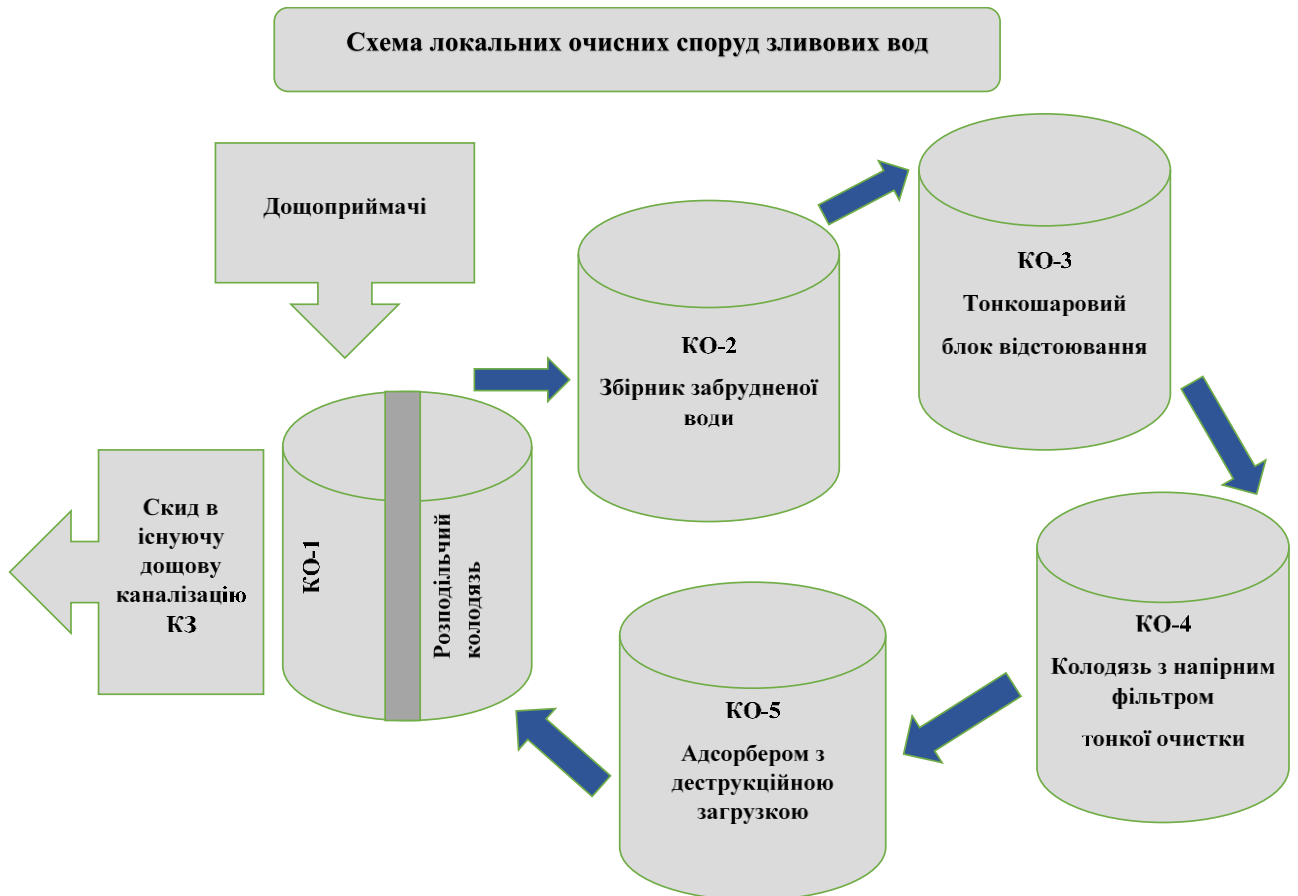 Схема локальних очисних споруд зливових вод
Дощоприймачі
КО-3
Тонкошаровий
блок відстоювання
КО-2
Збірник забрудненої
води
Скид в
існуючу
дощову
каналізацію
КЗ
КО-1
Розподільчий
колодязь
КО-4
Колодязь з напірним
фільтром
тонкої очистки
КО-5
Адсорбером з
деструкційною
загрузкою